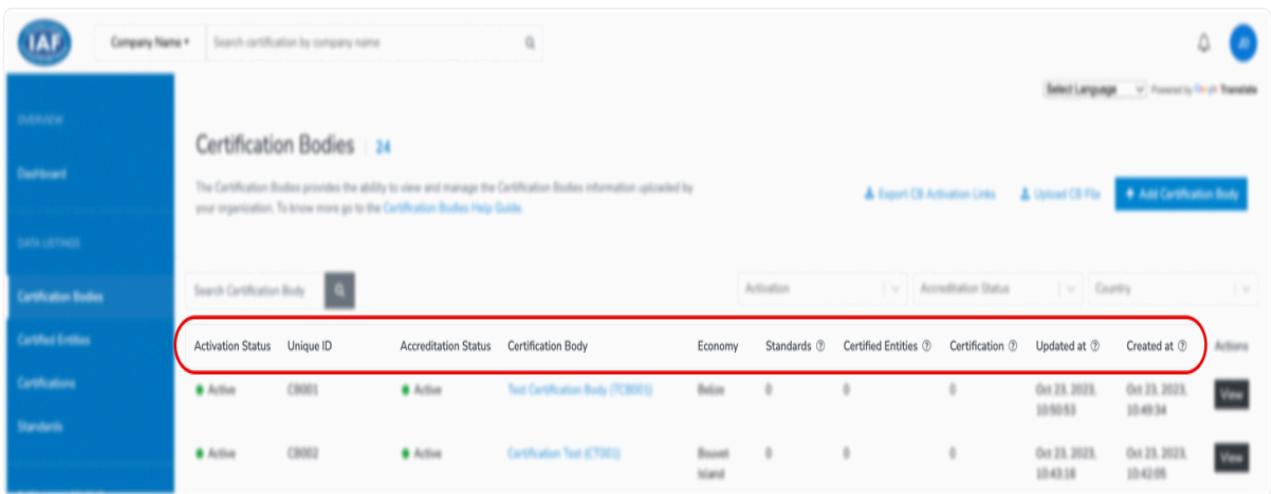 IAF
Company Name
Search certification by company name
Select Language
Powered by Google Translate
OVERVIEW
Dashboard
DATA LISTINGS
Certification Bodies
Certified Entities
Certifications
Standards
Certification Bodies | 24
The Certification Bodies provides the ability to view and manage the Certification Bodies information uploaded by
your organization. To know more go to the Certification Bodies Help Guide.
Export CB Activation Links
Upload CB File
+ Add Certification Body
Search Certification Body
Activation
Accreditation Status
Country
Activation Status Unique ID Accreditation Status Certification Body Economy Standards ? Certified Entities ? Certification ? Updated at ? Created at ? Actions
Active CB001 Active Test Certification Body (TCB001) Belize 0 0 0 Oct 23, 2023, Oct 23, 2023, View
10:50:53 10:49:34
Active CB002 Active Certification Test (CT001) Bouvet 0 0 0 Oct 23, 2023, Oct 23, 2023, View
Island 10:43:16 10:42:05